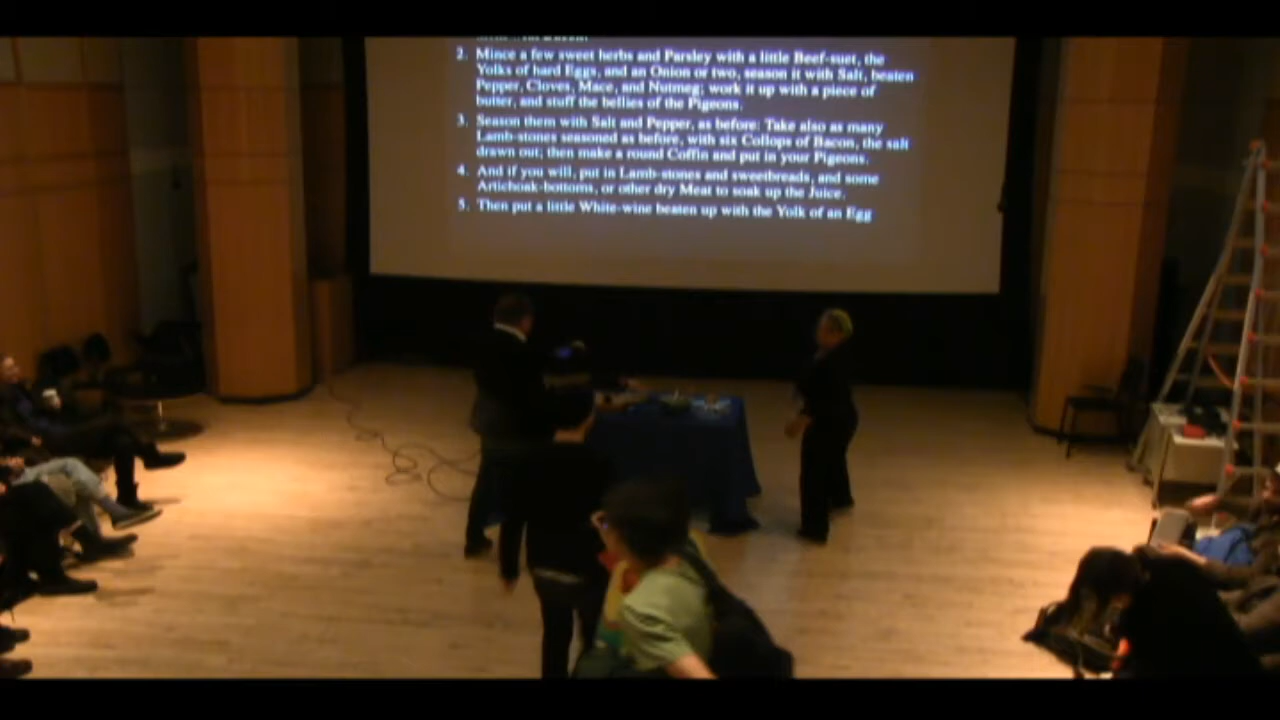 2. Mince a few sweet herbs and Parsley with a little Beef-suet, the
Yolks of hard Eggs, and an Onion or two, season it with Salt, beaten
Pepper, Cloves, Mace, and Nutmeg; work it up with a piece of
butter, and stuff the bellies of the Pigeons.
3. Season them with Salt and Pepper, as before: Take also as many
Lamb-stones seasoned as before, with six Collops of Bacon, the salt
drawn out; then make a round Coffin and put in your Pigeons.
4. And if you will, put in Lamb-stones and sweetbreads, and some
Artichoak-bottoms, or other dry Meat to soak up the Juice.
5. Then put a little White-wine beaten up with the Yolk of an Egg